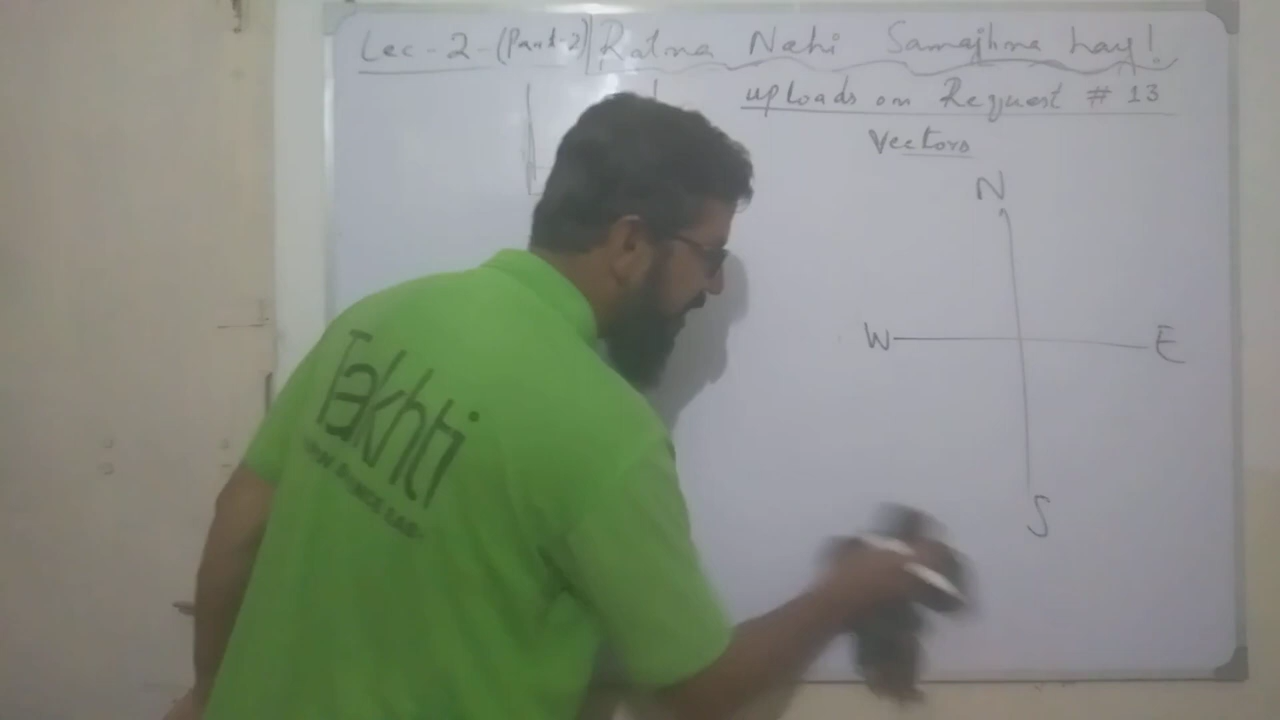 Lec-2-(Part-2) Ratna Nahi Samajhna hay!
uploads on Request # 13
Vectors
N
W E
S
Takhti